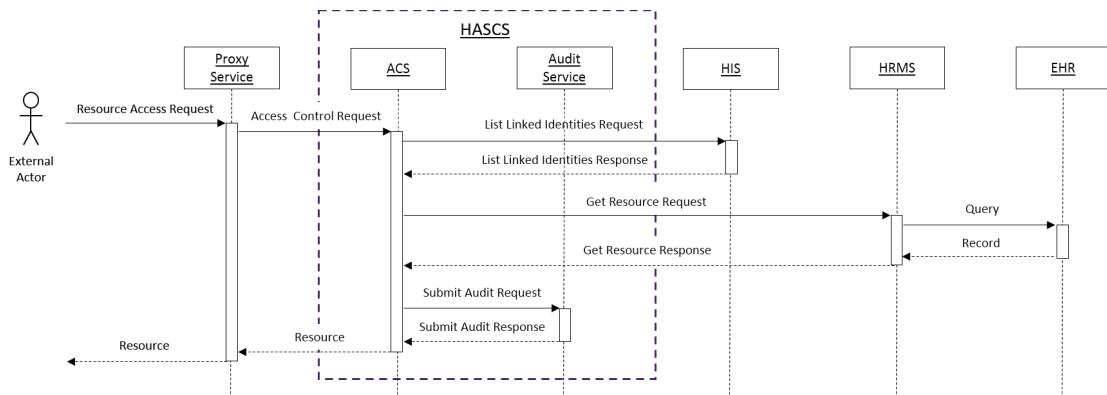 HASCS
Proxy
Service
ACS
Audit
Service
HIS
HRMS
EHR
External
Actor
Resource Access Request
Access Control Request
List Linked Identities Request
List Linked Identities Response
Get Resource Request
Query
Record
Get Resource Response
Submit Audit Request
Submit Audit Response
Resource
Resource